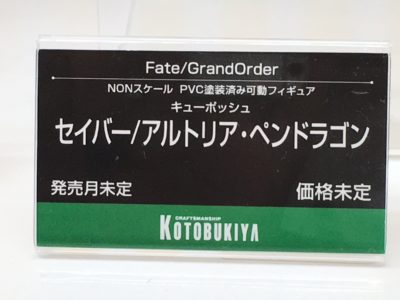 Fate/GrandOrder
NONスケール PVC塗装済み可動フィギュア
キューポッシュ
セイバー/アルトリア・ペンドラゴン
発売月未定 価格未定
CRAFTSMANSHIP
KOTOBUKIYA